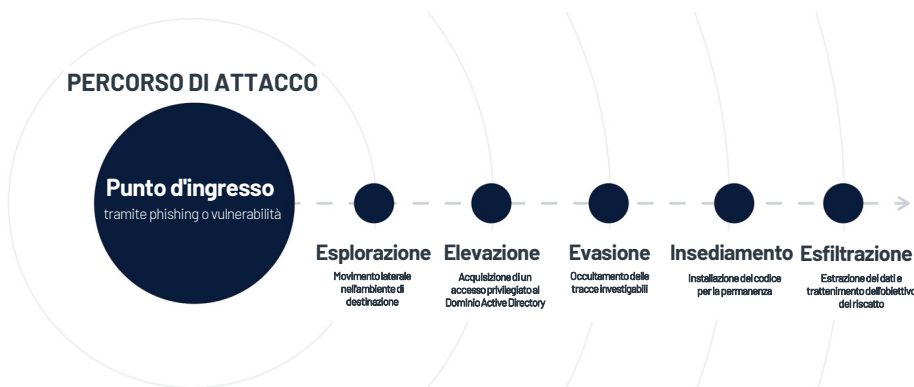 PERCORSO DI ATTACCO
Punto d'ingresso
tramite phishing o vulnerabilità
Esplorazione
Movimento laterale
nell'ambiente di
destinazione
Elevazione
Acquisizione di un
accesso privilegiato al
Dominio Active Directory
Evasione
Occultamento delle
tracce investigabili
Insediamento
Installazione del codice
per la permanenza
Esfiltrazione
Estrazione dei dati e
trattenimento dell'obiettivo
del riscatto